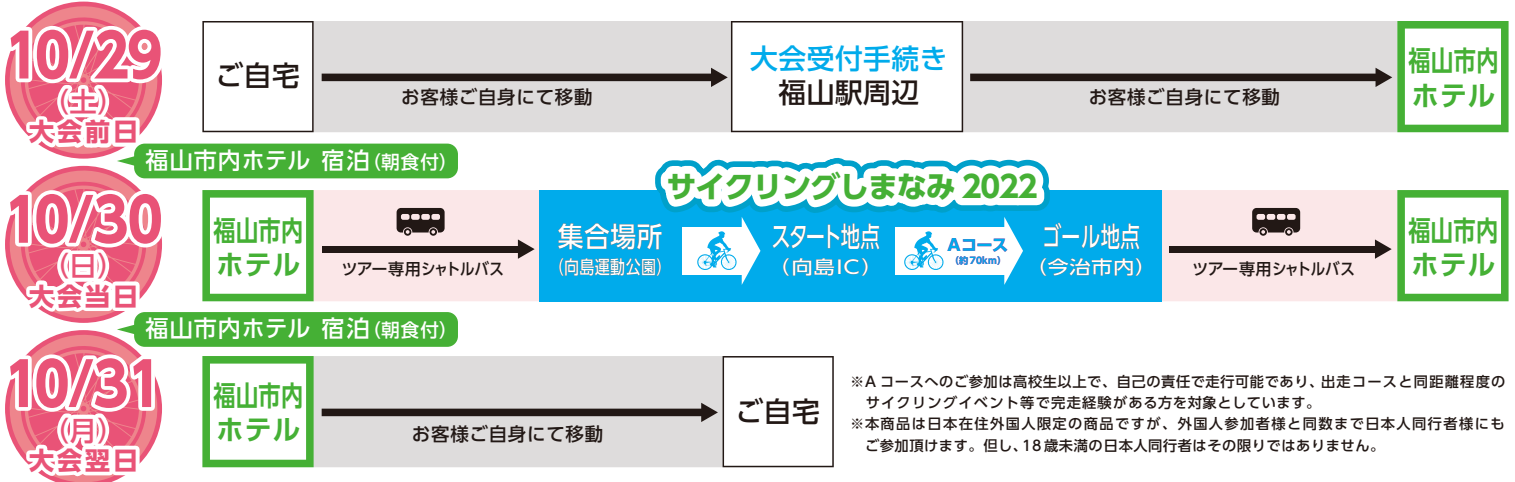 10/29
(土)
大会前日
ご自宅
お客様ご自身にて移動
大会受付手続き
福山駅周辺
お客様ご自身にて移動
福山市内
ホテル
福山市内ホテル 宿泊(朝食付)
10/30
(日)
大会当日
福山市内
ホテル
ツアー専用シャトルバス
サイクリングしまなみ 2022
集合場所
(向島運動公園)
スタート地点
(向島IC)
Aコース
(約70km)
ゴール地点
(今治市内)
ツアー専用シャトルバス
福山市内
ホテル
福山市内ホテル 宿泊(朝食付)
10/31
(月)
大会翌日
福山市内
ホテル
お客様ご自身にて移動
ご自宅
※A コースへのご参加は高校生以上で、自己の責任で走行可能であり、出走コースと同距離程度の
サイクリングイベント等で完走経験がある方を対象としています。
※本商品は日本在住外国人限定の商品ですが、外国人参加者様と同数まで日本人同行者様にも
ご参加頂けます。但し、18歳未満の日本人同行者はその限りではありません。